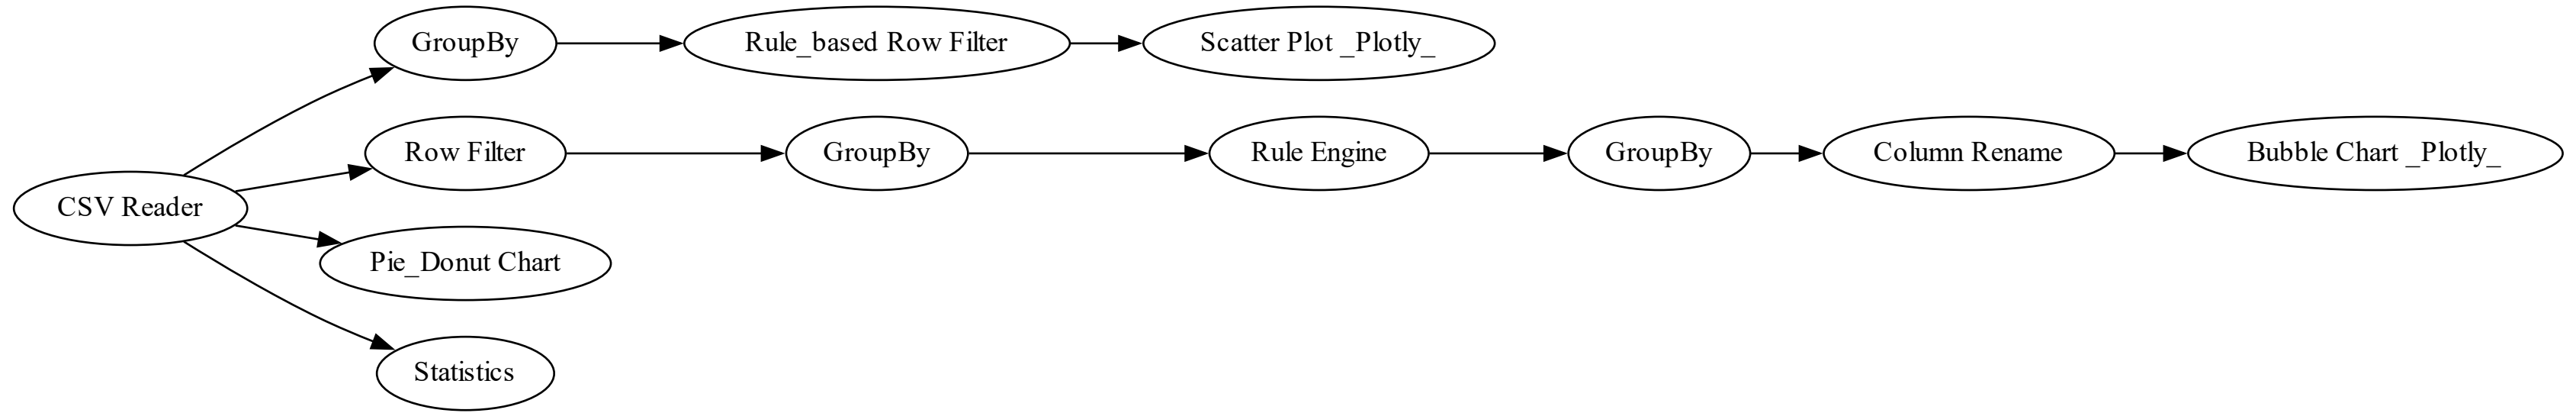 GroupBy
Rule_based Row Filter
Scatter Plot _Plotly_
Row Filter
GroupBy
Rule Engine
GroupBy
Column Rename
Bubble Chart _Plotly_
CSV Reader
Pie_Donut Chart
Statistics